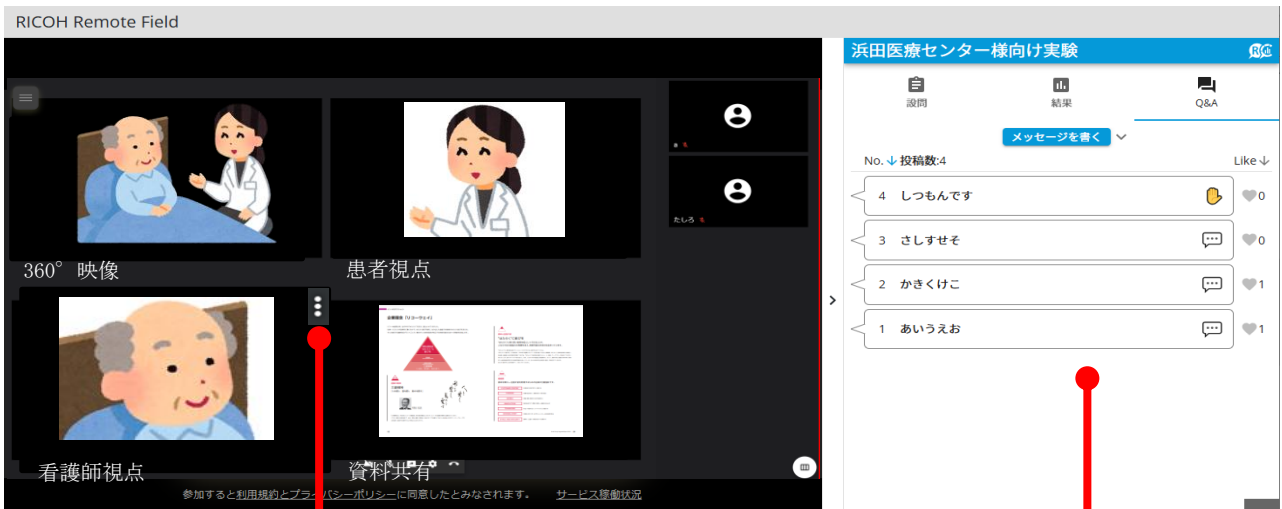 RICOH Remote Field
360° 映像
患者視点
看護師視点
資料共有
たしろ
参加すると利用規約とプライバシーポリシーに同意したとみなされます。 サービス稼働状況
浜田医療センター様向け実験
設問
結果
Q&A
メッセージを書く
No. ↓ 投稿数:4 Like↓
4 しつもんです 0
3 さしすせそ 0
2 かきくけこ 1
1 あいうえお 1